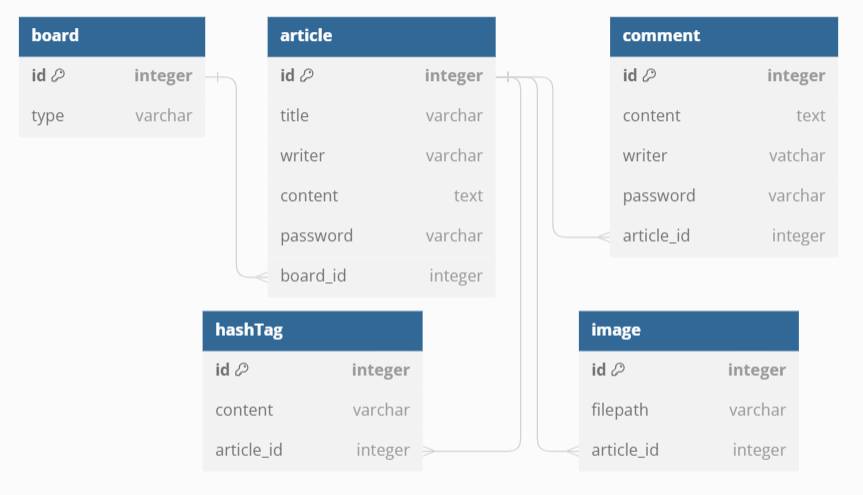 board
id integer
type varchar
article
id integer
title varchar
writer varchar
content text
password varchar
board_id integer
comment
id integer
content text
writer vatchar
password varchar
article_id integer
hashTag
id integer
content varchar
article_id integer
image
id integer
filepath varchar
article_id integer